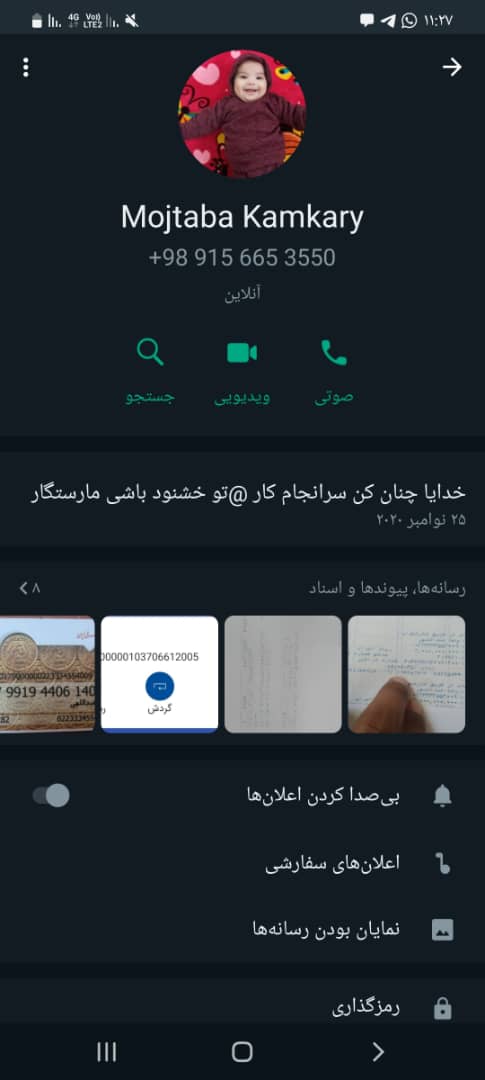 4G VoI) LTE2 ۱۱:۲۷
Mojtaba Kamkary
+98 915 665 3550
آنلاین
صوتی ویدیویی جستجو
خدایا چنان کن سرانجام کار @تو خشنود باشی مارستگار
۲۵ نوامبر ۲۰۲۰
رسانه‌ها، پیوندها و اسناد ۸
00000103706612005
گردش
9919 4406 140
بی‌صدا کردن اعلان‌ها
اعلان‌های سفارشی
نمایان بودن رسانه‌ها
رمزگذاری